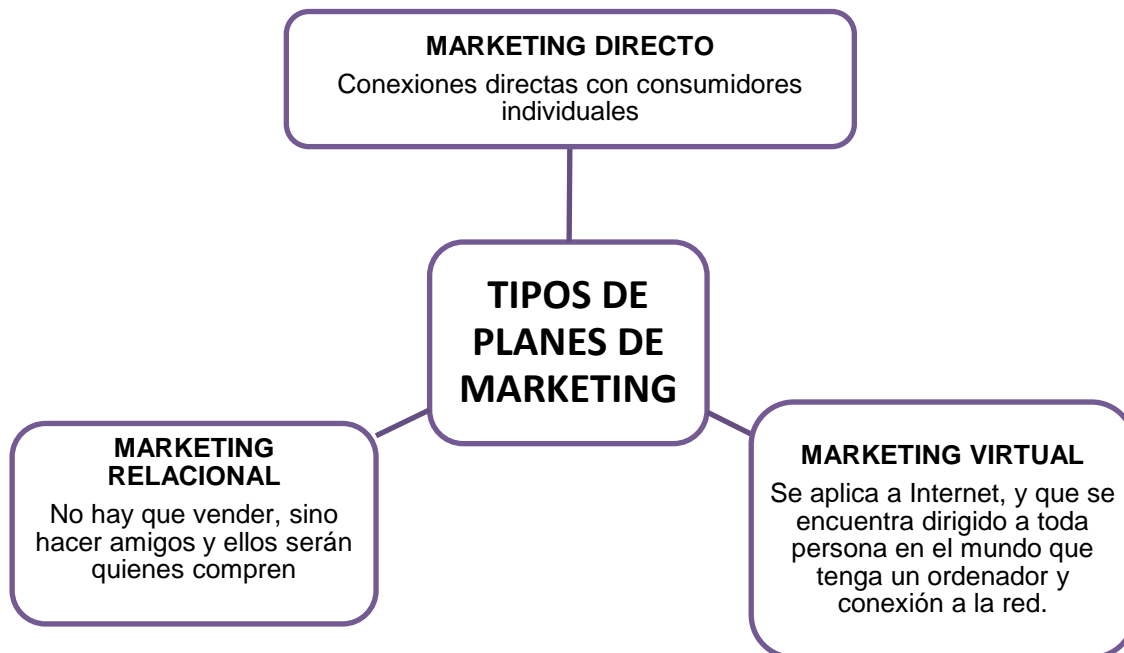 MARKETING DIRECTO
Conexiones directas con consumidores
individuales
TIPOS DE
PLANES DE
MARKETING
MARKETING
RELACIONAL
No hay que vender, sino
hacer amigos y ellos serán
quienes compren
MARKETING VIRTUAL
Se aplica a Internet, y que se
encuentra dirigido a toda
persona en el mundo que
tenga un ordenador y
conexión a la red.